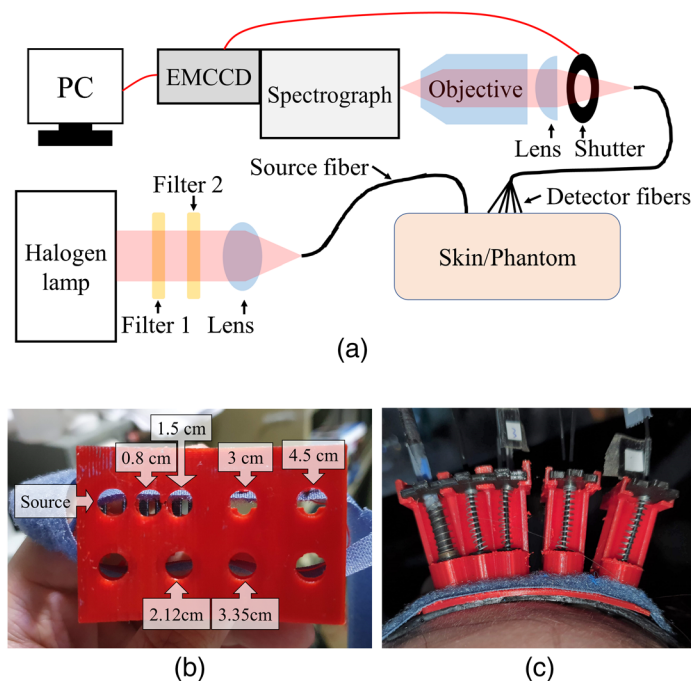 PC
EMCCD
Spectrograph
Objective
Lens
Shutter
Source fiber
Detector fibers
Filter 2
Halogen
lamp
Skin/Phantom
Filter 1
Lens
(a)
1.5 cm
0.8 cm
3 cm
4.5 cm
Source
2.12cm
3.35cm
(b)
(c)